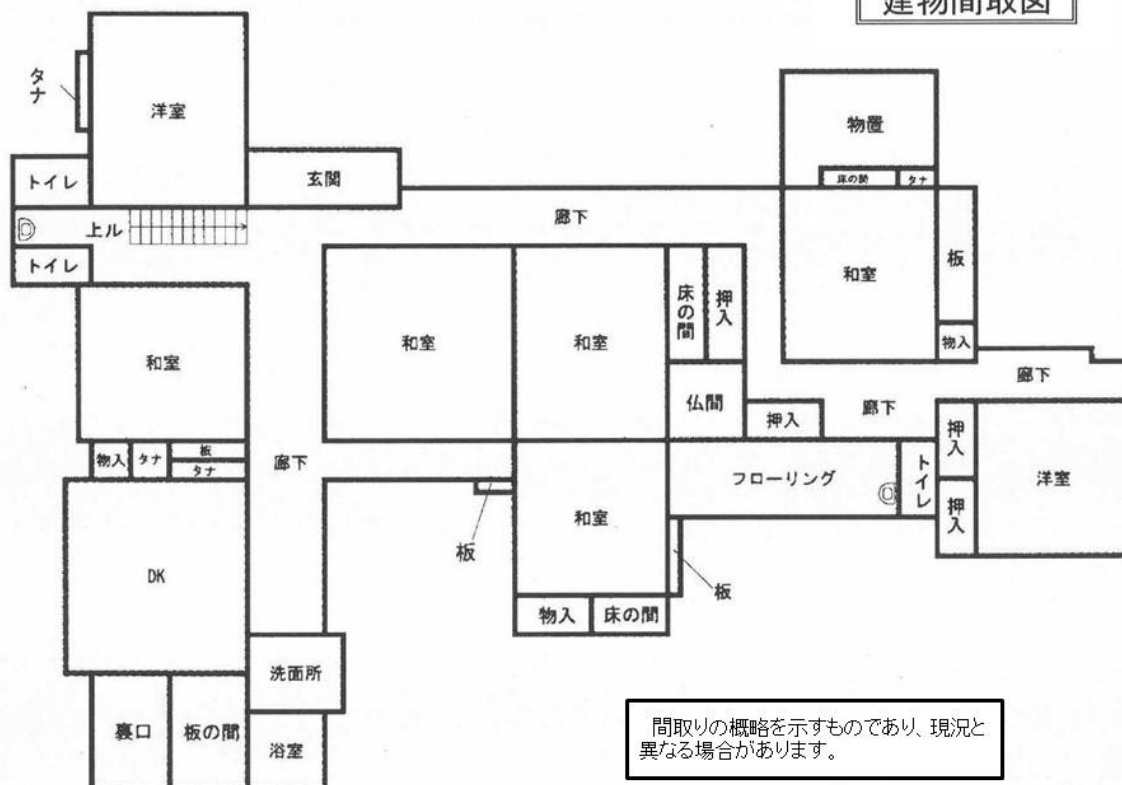 建物間取図
タナ
洋室
物置
トイレ
玄関
床の間
タナ
上ル
廊下
トイレ
和室
板
和室
和室
床の間
押入
和室
物入
廊下
仏間
押入
廊下
物入
タナ
板
タナ
廊下
フローリング
トイレ
押入
洋室
押入
和室
板
DK
板
物入
床の間
洗面所
裏口
板の間
浴室
間取りの概略を示すものであり、現況と
異なる場合があります。